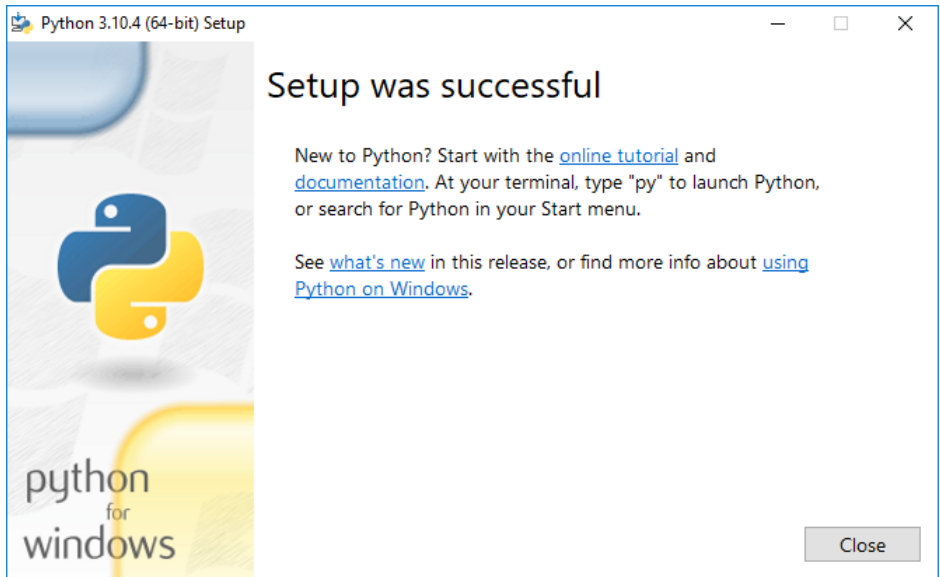 Python 3.10.4 (64-bit) Setup
Setup was successful
New to Python? Start with the online tutorial and
documentation. At your terminal, type "py" to launch Python,
or search for Python in your Start menu.
See what's new in this release, or find more info about using
Python on Windows.
python
for
windows
Close